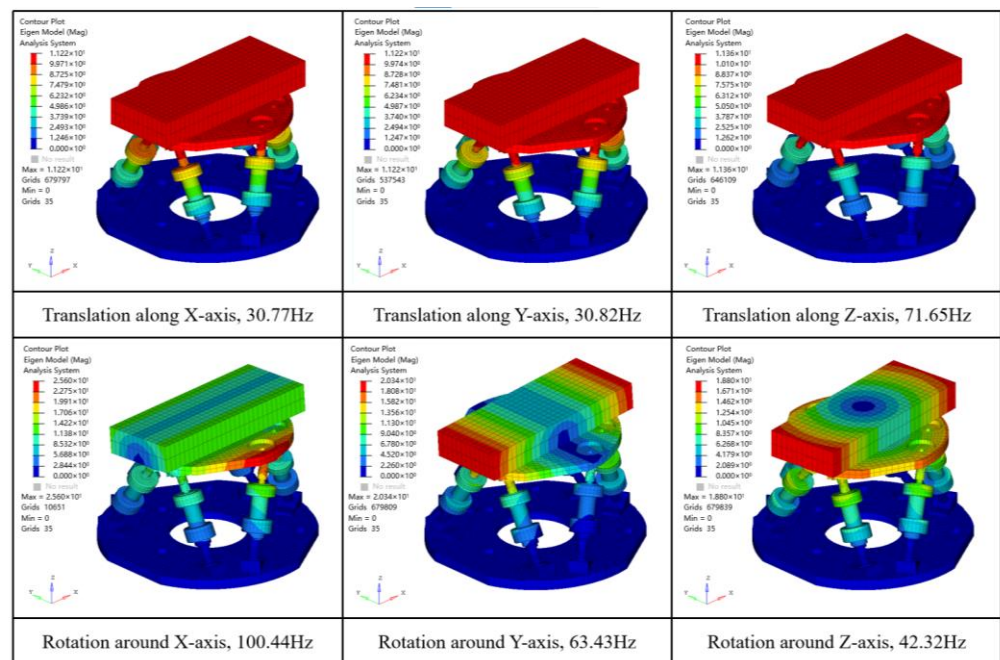 Contour Plot
Eigen Model (Mag)
Analysis System
1.122×10¹
9.971×10⁰
8.725×10⁰
7.479×10⁰
6.232×10⁰
4.986×10⁰
3.739×10⁰
2.493×10⁰
1.246×10⁰
0.000×10⁰
No result
Max = 1.122×10¹
Grids 679797
Min = 0
Grids 35
Z
Y X
Translation along X-axis, 30.77Hz
Contour Plot
Eigen Model (Mag)
Analysis System
1.122×10¹
9.974×10⁰
8.728×10⁰
7.481×10⁰
6.234×10⁰
4.987×10⁰
3.740×10⁰
2.494×10⁰
1.247×10⁰
0.000×10⁰
No result
Max = 1.122×10¹
Grids 537543
Min = 0
Grids 35
Z
Y X
Translation along Y-axis, 30.82Hz
Contour Plot
Eigen Model (Mag)
Analysis System
1.136×10¹
1.010×10¹
8.837×10⁰
7.575×10⁰
6.312×10⁰
5.050×10⁰
3.787×10⁰
2.525×10⁰
1.262×10⁰
0.000×10⁰
No result
Max = 1.136×10¹
Grids 646109
Min = 0
Grids 35
Z
Y X
Translation along Z-axis, 71.65Hz
Contour Plot
Eigen Model (Mag)
Analysis System
2.560×10¹
2.275×10¹
1.991×10¹
1.706×10¹
1.422×10¹
1.138×10¹
8.532×10⁰
5.688×10⁰
2.844×10⁰
0.000×10⁰
No result
Max = 2.560×10¹
Grids 10651
Min = 0
Grids 35
Z
Y X
Rotation around X-axis, 100.44Hz
Contour Plot
Eigen Model (Mag)
Analysis System
2.034×10¹
1.808×10¹
1.582×10¹
1.356×10¹
1.130×10¹
9.040×10⁰
6.780×10⁰
4.520×10⁰
2.260×10⁰
0.000×10⁰
No result
Max = 2.034×10¹
Grids 679809
Min = 0
Grids 35
Z
Y X
Rotation around Y-axis, 63.43Hz
Contour Plot
Eigen Model (Mag)
Analysis System
1.880×10¹
1.671×10¹
1.462×10¹
1.254×10¹
1.045×10¹
8.357×10⁰
6.268×10⁰
4.179×10⁰
2.089×10⁰
0.000×10⁰
No result
Max = 1.880×10¹
Grids 679839
Min = 0
Grids 35
Z
Y X
Rotation around Z-axis, 42.32Hz